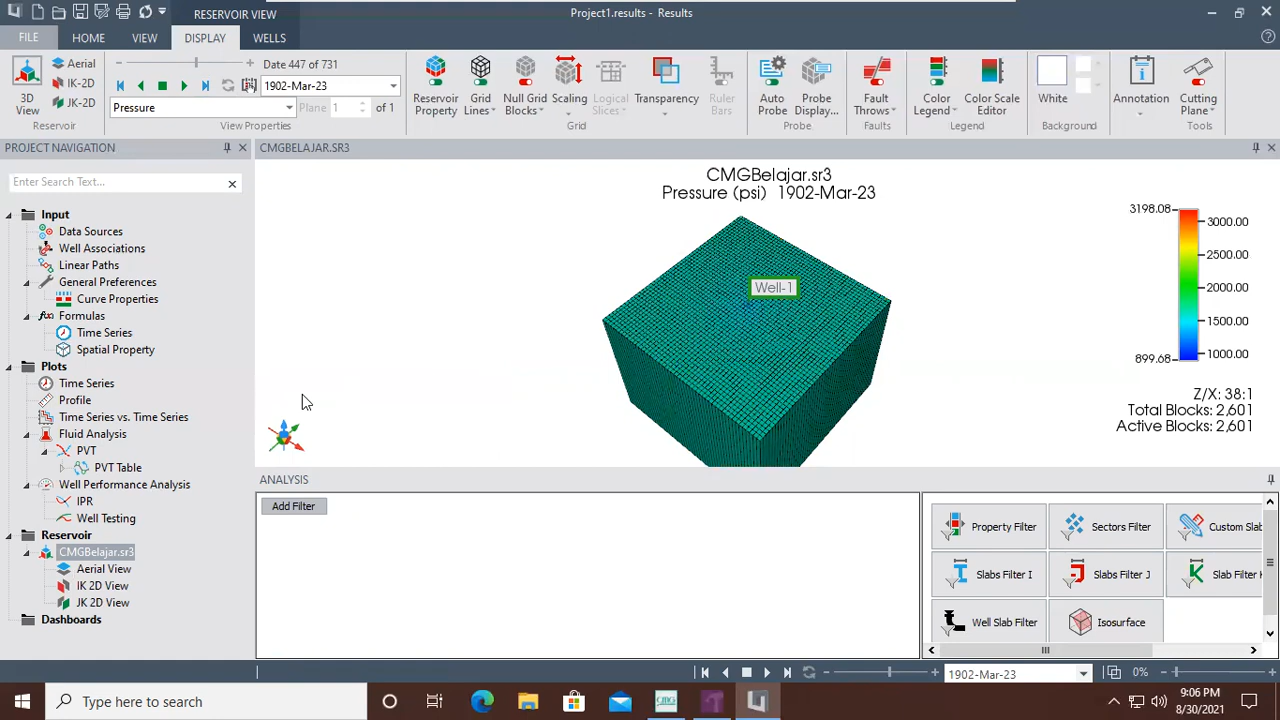 RESERVOIR VIEW
Project1.results - Results
FILE
HOME
VIEW
DISPLAY
WELLS
3D View
Aerial
IK-2D
JK-2D
Reservoir
Date 447 of 731
1902-Mar-23
Pressure
Plane 1 of 1
View Properties
Reservoir Property
Grid Lines
Null Grid Blocks
Scaling
Logical Slices
Transparency
Ruler Bars
Grid
Auto Probe
Probe Display...
Probe
Fault Throws
Faults
Color Legend
Color Scale Editor
Legend
White
Background
Annotation
Cutting Plane
Tools
PROJECT NAVIGATION
CMGBELAJAR.SR3
Enter Search Text...
Input
Data Sources
Well Associations
Linear Paths
General Preferences
Curve Properties
Formulas
Time Series
Spatial Property
Plots
Time Series
Profile
Time Series vs. Time Series
Fluid Analysis
PVT
PVT Table
Well Performance Analysis
IPR
Well Testing
Reservoir
CMGBelajar.sr3
Aerial View
IK 2D View
JK 2D View
Dashboards
CMGBelajar.sr3
Pressure (psi) 1902-Mar-23
Well-1
3198.08
3000.00
2500.00
2000.00
1500.00
1000.00
899.68
Z/X: 38:1
Total Blocks: 2,601
Active Blocks: 2,601
ANALYSIS
Add Filter
Property Filter
Sectors Filter
Custom Slab
Slabs Filter I
Slabs Filter J
Slab Filter
Well Slab Filter
Isosurface
1902-Mar-23
0%
Type here to search
9:06 PM
8/30/2021